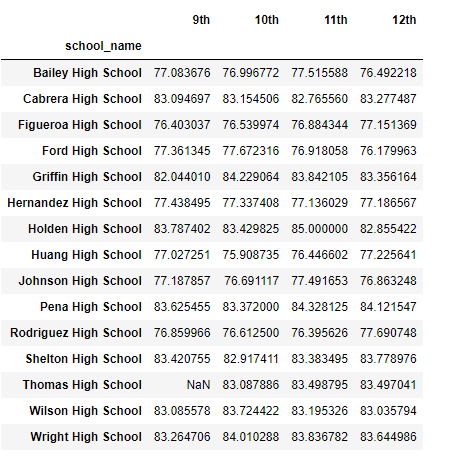 9th 10th 11th 12th
school_name
Bailey High School 77.083676 76.996772 77.515588 76.492218
Cabrera High School 83.094697 83.154506 82.765560 83.277487
Figueroa High School 76.403037 76.539974 76.884344 77.151369
Ford High School 77.361345 77.672316 76.918058 76.179963
Griffin High School 82.044010 84.229064 83.842105 83.356164
Hernandez High School 77.438495 77.337408 77.136029 77.186567
Holden High School 83.787402 83.429825 85.000000 82.855422
Huang High School 77.027251 75.908735 76.446602 77.225641
Johnson High School 77.187857 76.691117 77.491653 76.863248
Pena High School 83.625455 83.372000 84.328125 84.121547
Rodriguez High School 76.859966 76.612500 76.395626 77.690748
Shelton High School 83.420755 82.917411 83.383495 83.778976
Thomas High School NaN 83.087886 83.498795 83.497041
Wilson High School 83.085578 83.724422 83.195326 83.035794
Wright High School 83.264706 84.010288 83.836782 83.644986